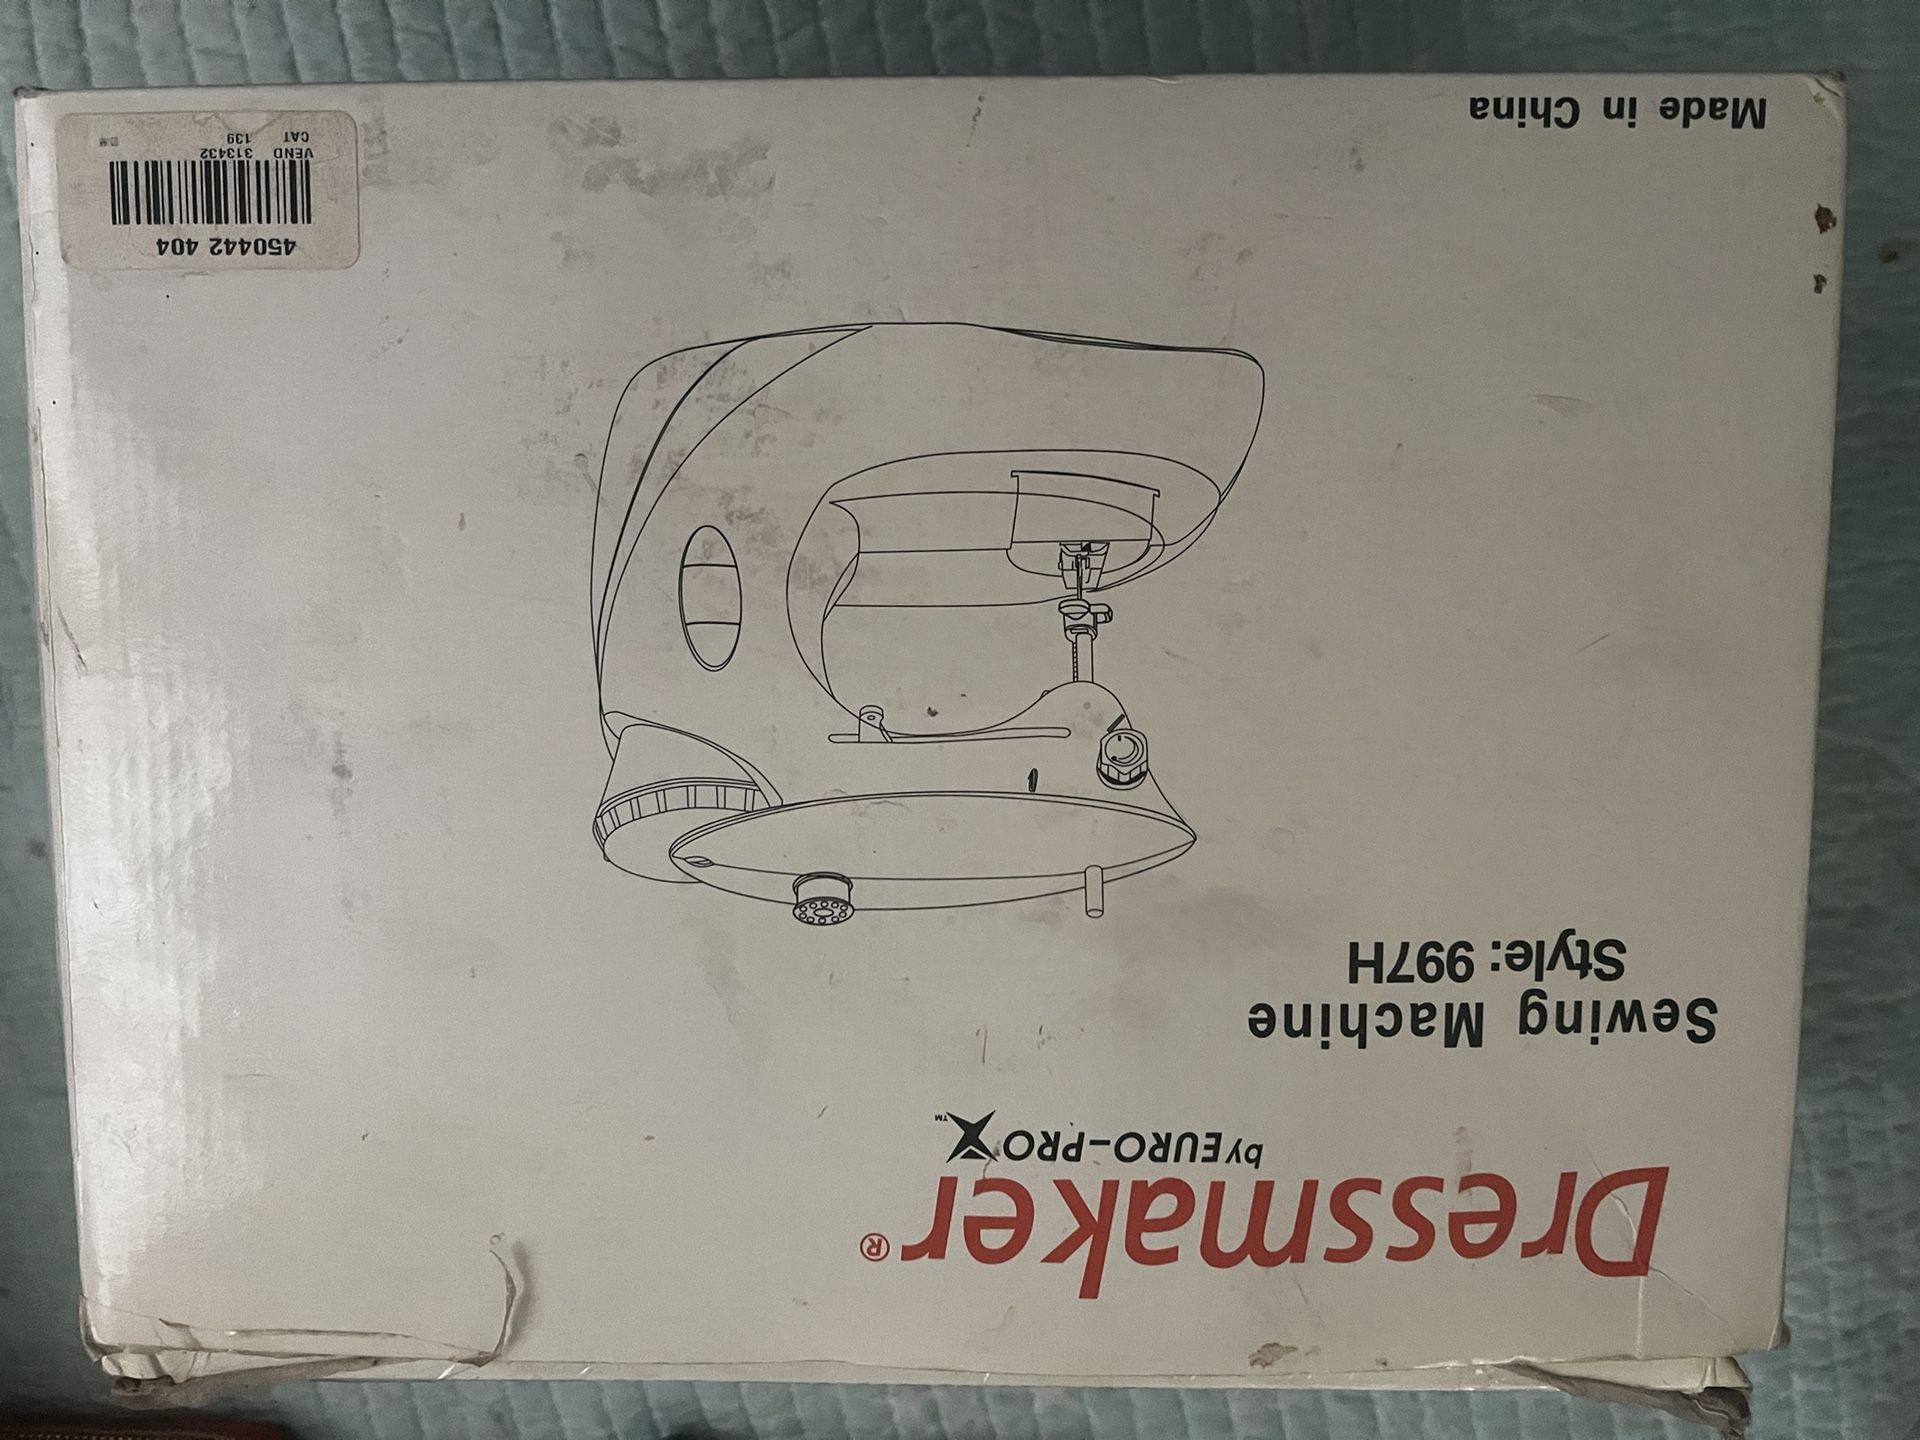 Dressmaker®
by EURO-PRO X™
Sewing Machine
Style: 997H
450442 404
VEND 313432
CAT 139
Made in China